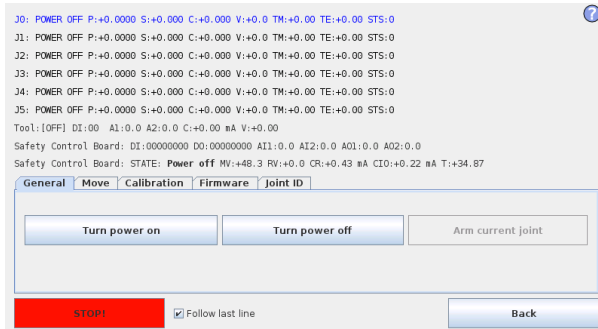 J0: POWER OFF P:+0.0000 S:+0.000 C:+0.000 V:+0.0 TM:+0.00 TE:+0.00 STS:0
?
J1: POWER OFF P:+0.0000 S:+0.000 C:+0.000 V:+0.0 TM:+0.00 TE:+0.00 STS:0
J2: POWER OFF P:+0.0000 S:+0.000 C:+0.000 V:+0.0 TM:+0.00 TE:+0.00 STS:0
J3: POWER OFF P:+0.0000 S:+0.000 C:+0.000 V:+0.0 TM:+0.00 TE:+0.00 STS:0
J4: POWER OFF P:+0.0000 S:+0.000 C:+0.000 V:+0.0 TM:+0.00 TE:+0.00 STS:0
J5: POWER OFF P:+0.0000 S:+0.000 C:+0.000 V:+0.0 TM:+0.00 TE:+0.00 STS:0
Tool:[OFF] DI:00 A1:0.0 A2:0.0 C:+0.00 mA V:+0.00
Safety Control Board: DI:00000000 DO:00000000 AI1:0.0 AI2:0.0 AO1:0.0 AO2:0.0
Safety Control Board: STATE: Power off MV:+48.3 RV:+0.0 CR:+0.43 mA CIO:+0.22 mA T:+34.87
General Move Calibration Firmware Joint ID
Turn power on Turn power off Arm current joint
STOP! Follow last line Back